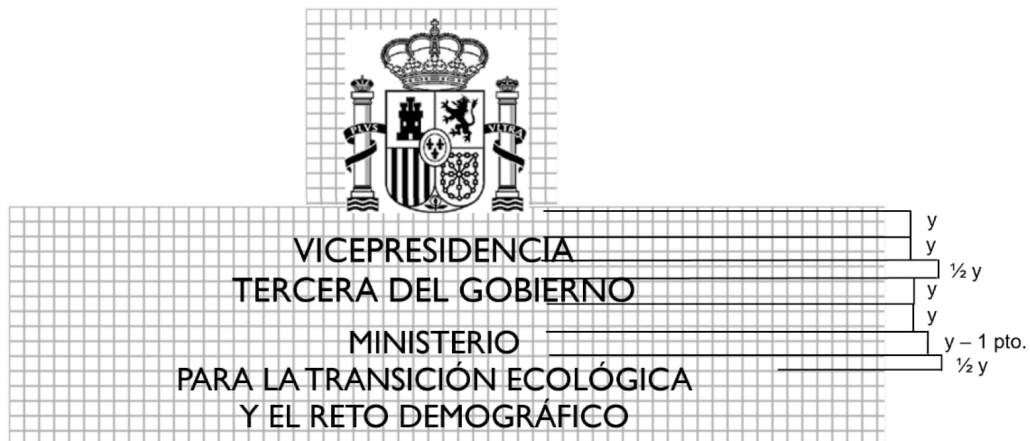 PLVS VLTRA
VICEPRESIDENCIA
TERCERA DEL GOBIERNO
MINISTERIO
PARA LA TRANSICIÓN ECOLÓGICA
Y EL RETO DEMOGRÁFICO
y
y
½ y
y
y
y – 1 pto.
½ y